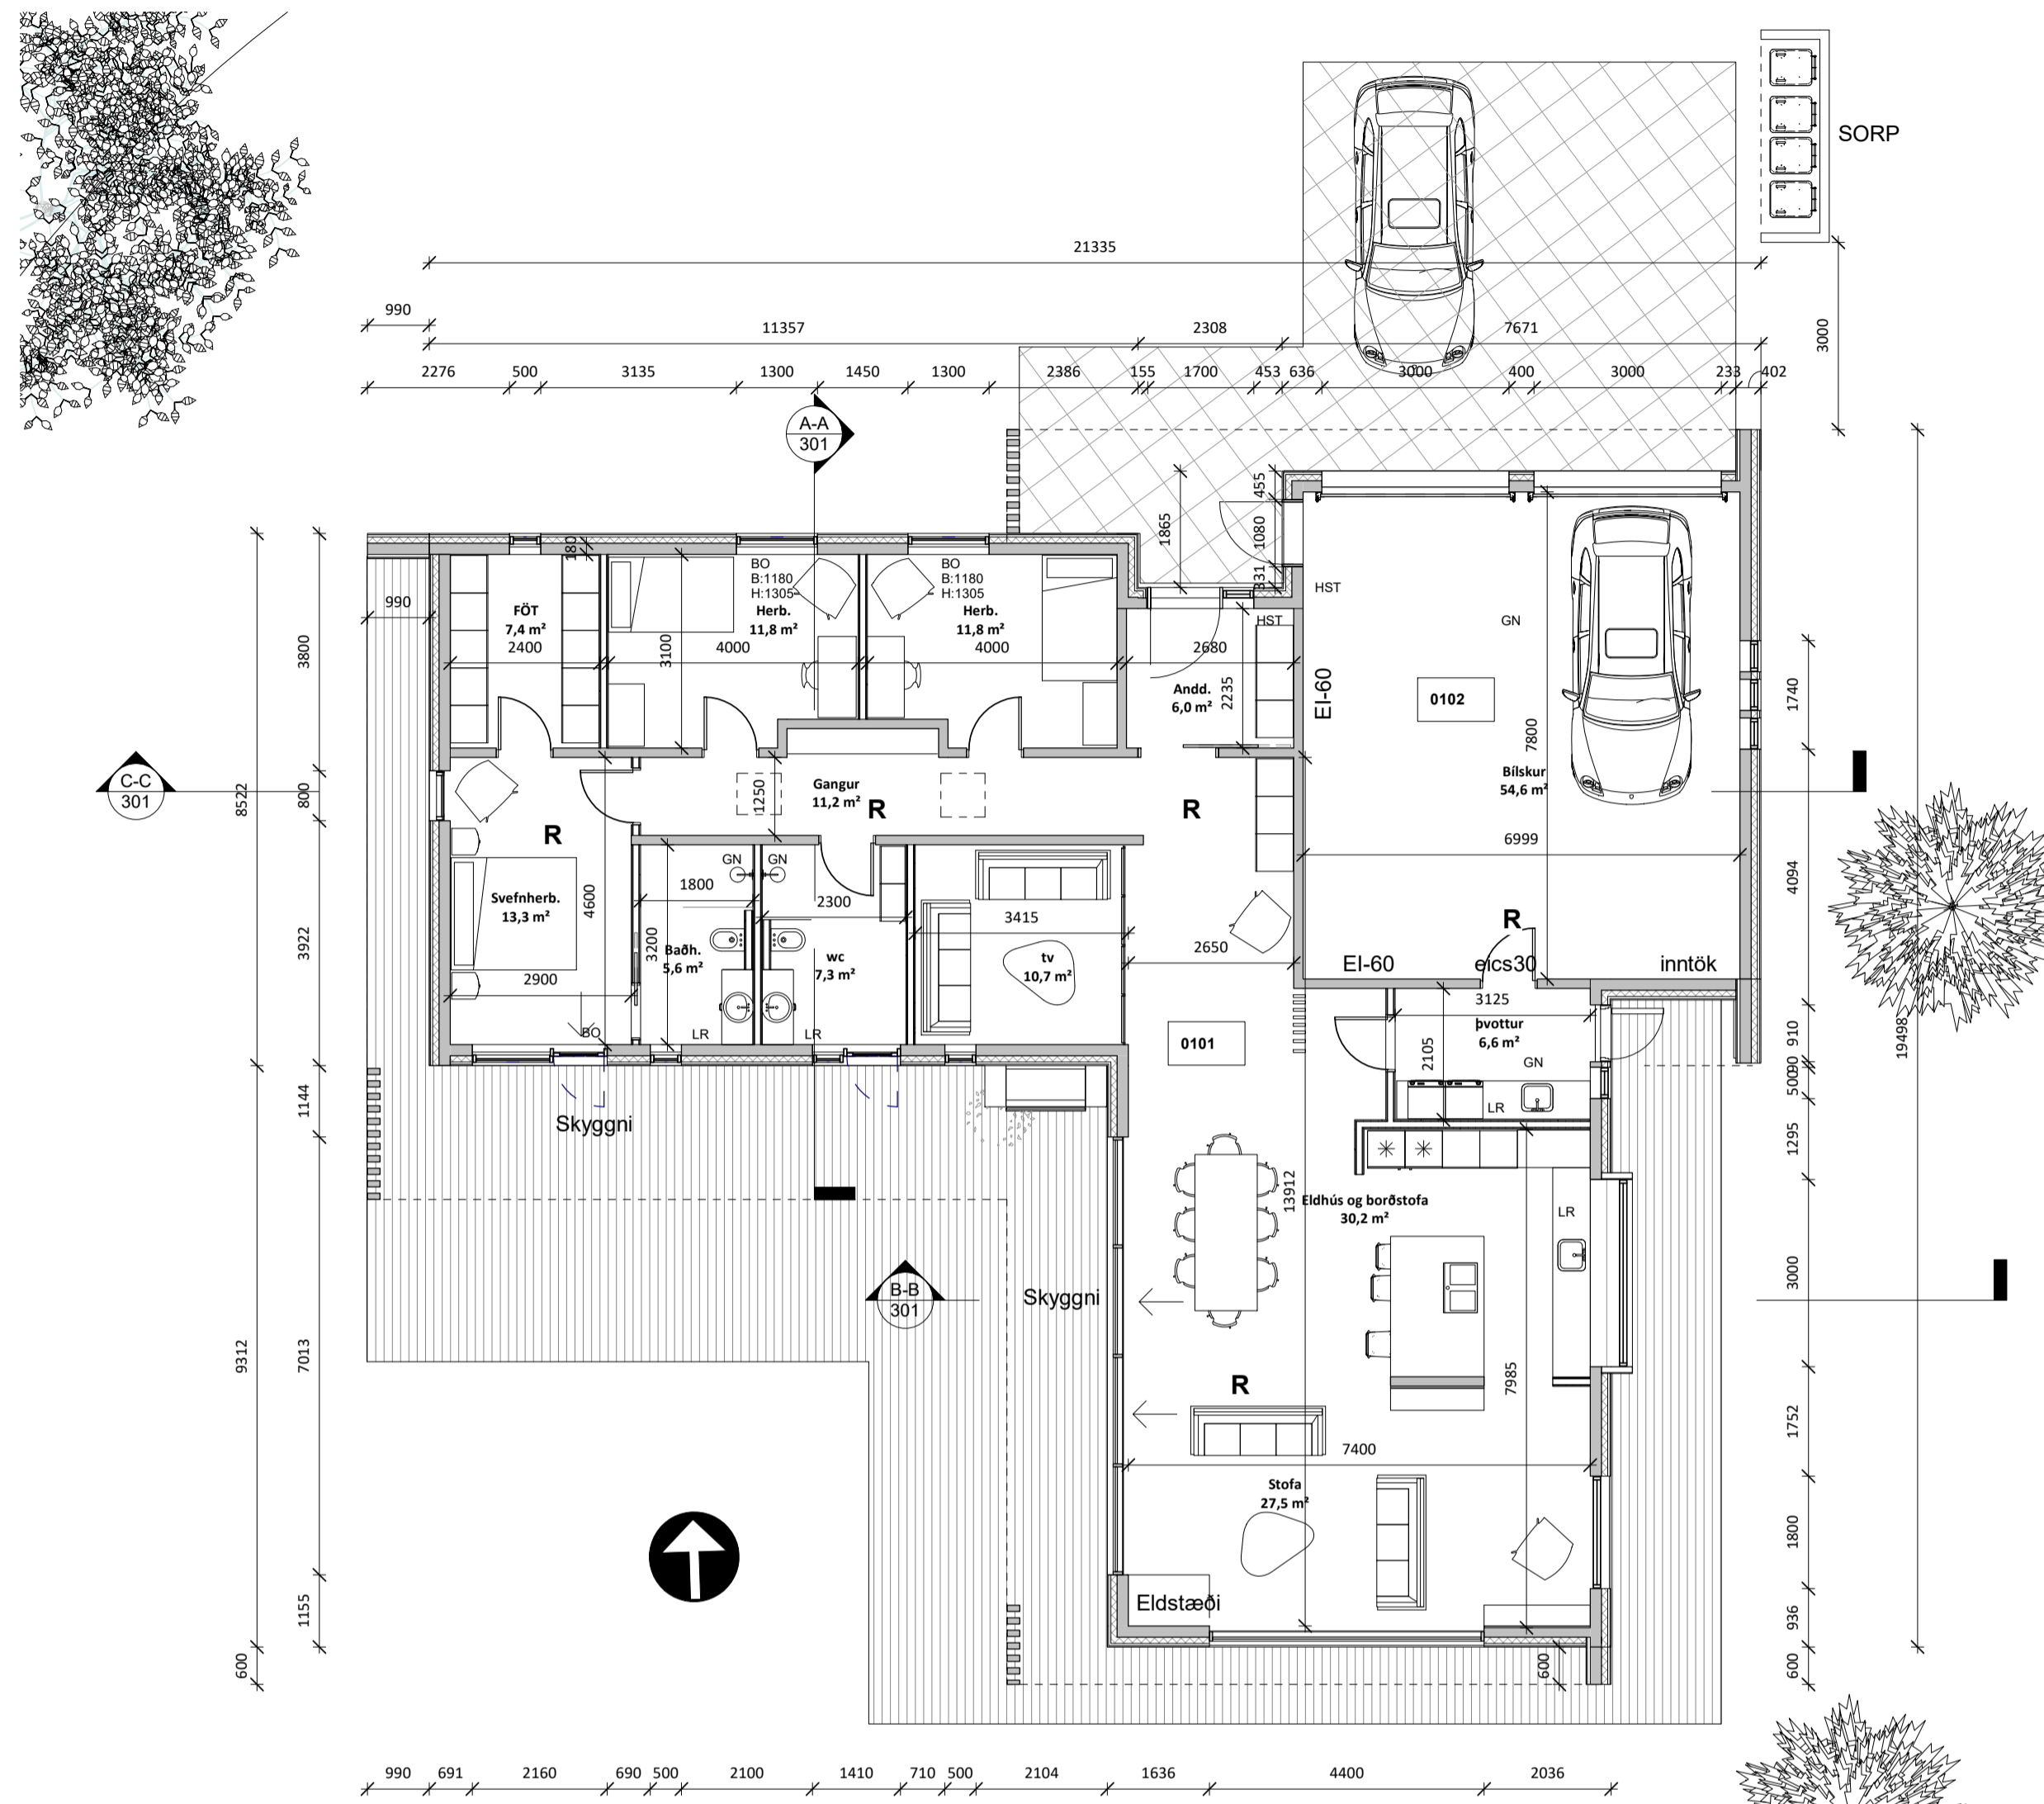 SORP
21335
990
11357
2308
7671
3000
2276
500
3135
1300
1450
1300
2386
155
1700
453
636
3000
400
3000
233
402
A-A
301
455
1865
1080
331
180
990
FÖT
7,4 m²
2400
BO
B:1180
H:1305
Herb.
11,8 m²
3100
4000
BO
B:1180
H:1305
Herb.
11,8 m²
4000
HST
2680
Andd.
6,0 m²
2235
HST
GN
EI-60
0102
7800
Bílskur
54,6 m²
6999
1740
3800
8522
800
C-C
301
Gangur
11,2 m²
1250
R
R
R
Svefnherb.
13,3 m²
4600
2900
BO
GN
GN
1800
3200
Baðh.
5,6 m²
LR
2300
wc
7,3 m²
LR
3415
tv
10,7 m²
2650
R
EI-60
eics30
inntök
4094
3922
3125
þvottur
6,6 m²
2105
GN
LR
0101
910
90
500
19498
1144
Skyggni
1295
13912
Eldhús og borðstofa
30,2 m²
LR
B-B
301
Skyggni
3000
9312
7013
R
7985
1752
7400
Stofa
27,5 m²
1800
1155
Eldstæði
936
600
600
600
990
691
2160
690
500
2100
1410
710
500
2104
1636
4400
2036